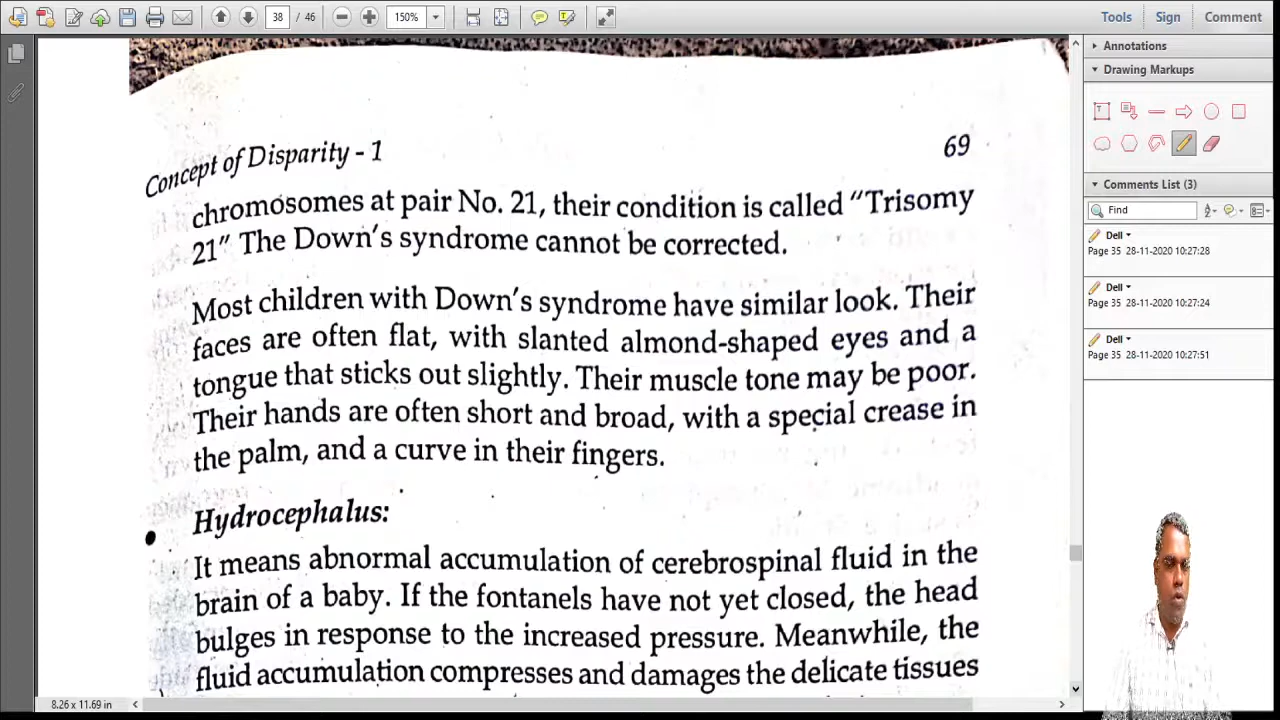 38 / 46
150%
Tools
Sign
Comment
Annotations
Drawing Markups
Comments List (3)
Find
Dell
Page 35 28-11-2020 10:27:28
Dell
Page 35 28-11-2020 10:27:24
Dell
Page 35 28-11-2020 10:27:51
Concept of Disparity - 1
69
chromosomes at pair No. 21, their condition is called “Trisomy
21” The Down's syndrome cannot be corrected.
Most children with Down's syndrome have similar look. Their
faces are often flat, with slanted almond-shaped eyes and a
tongue that sticks out slightly. Their muscle tone may be poor.
Their hands are often short and broad, with a special crease in
the palm, and a curve in their fingers.
• Hydrocephalus:
It means abnormal accumulation of cerebrospinal fluid in the
brain of a baby. If the fontanels have not yet closed, the head
bulges in response to the increased pressure. Meanwhile, the
fluid accumulation compresses and damages the delicate tissues
8.26 x 11.69 in